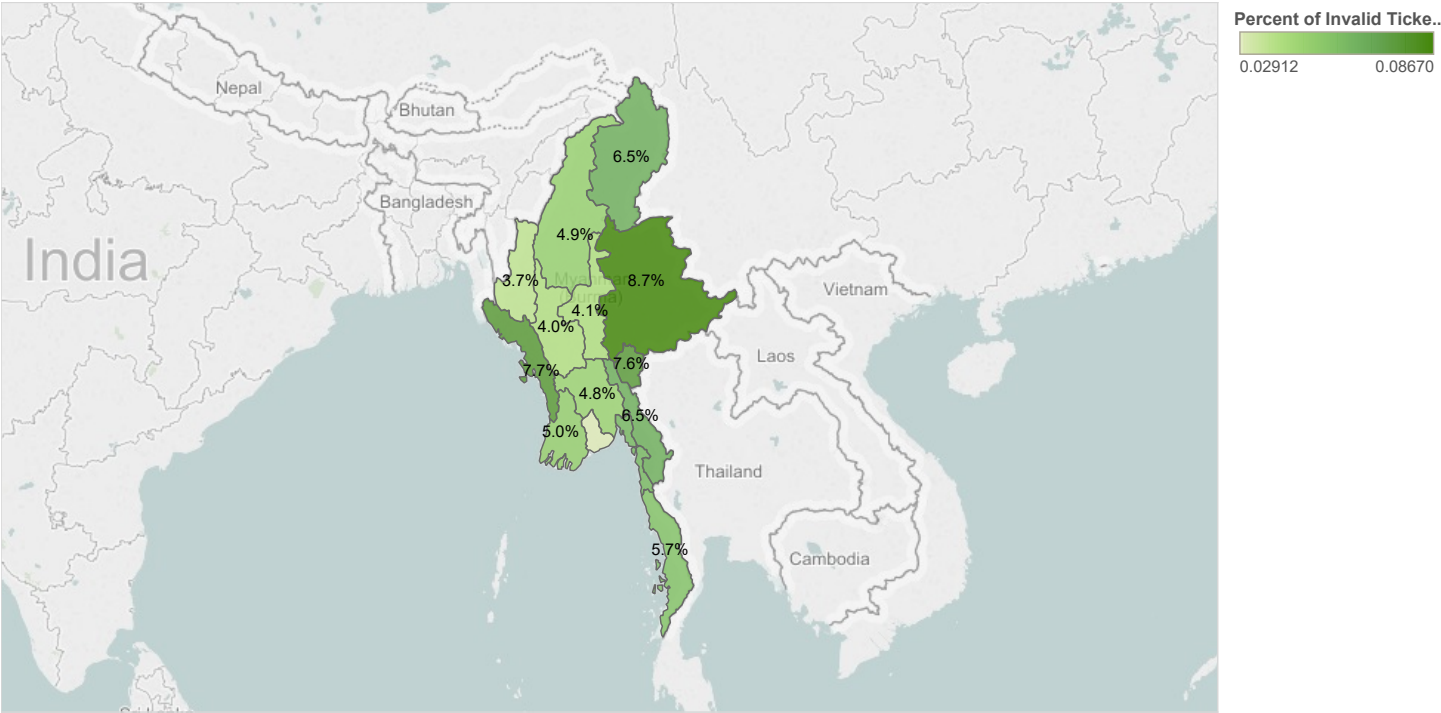 Percent of Invalid Ticke..
0.02912 0.08670
Nepal
Bhutan
6.5%
Bangladesh
4.9%
India
3.7%
Myanmar
(Burma)
8.7%
Vietnam
4.1%
4.0%
Laos
7.7%
7.6%
4.8%
6.5%
5.0%
Thailand
5.7%
Cambodia